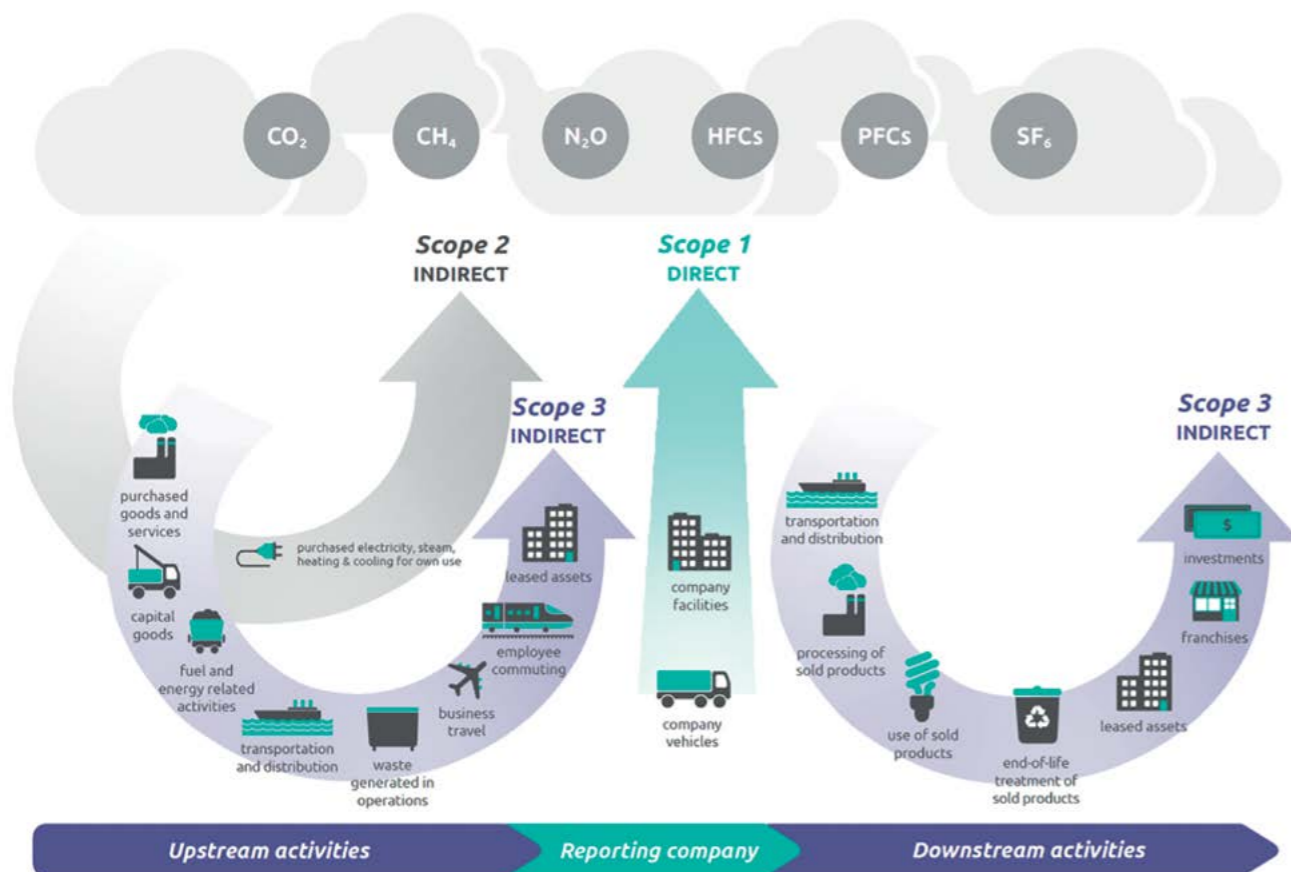 CO₂
CH₄
N₂O
HFCs
PFCs
SF₆
Scope 2
INDIRECT
Scope 1
DIRECT
Scope 3
INDIRECT
Scope 3
INDIRECT
purchased
goods and
services
capital
goods
fuel and
energy related
activities
transportation
and distribution
waste
generated in
operations
business
travel
employee
commuting
leased assets
purchased electricity, steam,
heating & cooling for own use
company
facilities
company
vehicles
transportation
and distribution
processing of
sold products
use of sold
products
end-of-life
treatment of
sold products
leased assets
franchises
$
investments
Upstream activities
Reporting company
Downstream activities